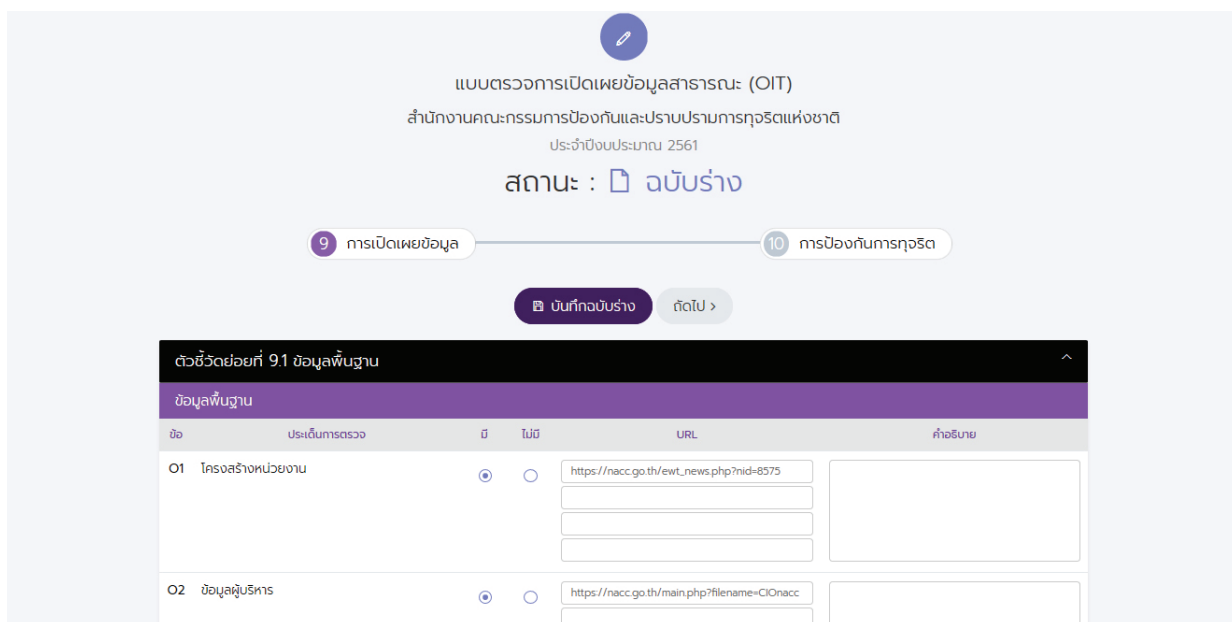 แบบตรวจการเปิดเผยข้อมูลสาธารณะ (OIT)
สำนักงานคณะกรรมการป้องกันและปราบปรามการทุจริตแห่งชาติ
ประจำปีงบประมาณ 2561
สถานะ : ฉบับร่าง
9 การเปิดเผยข้อมูล 10 การป้องกันการทุจริต
บันทึกฉบับร่าง ถัดไป >
ตัวชี้วัดย่อยที่ 9.1 ข้อมูลพื้นฐาน
ข้อมูลพื้นฐาน
ข้อ ประเด็นการตรวจ มี ไม่มี URL คำอธิบาย
O1 โครงสร้างหน่วยงาน https://nacc.go.th/ewt_news.php?nid=8575
O2 ข้อมูลผู้บริหาร https://nacc.go.th/main.php?filename=CIOnacc